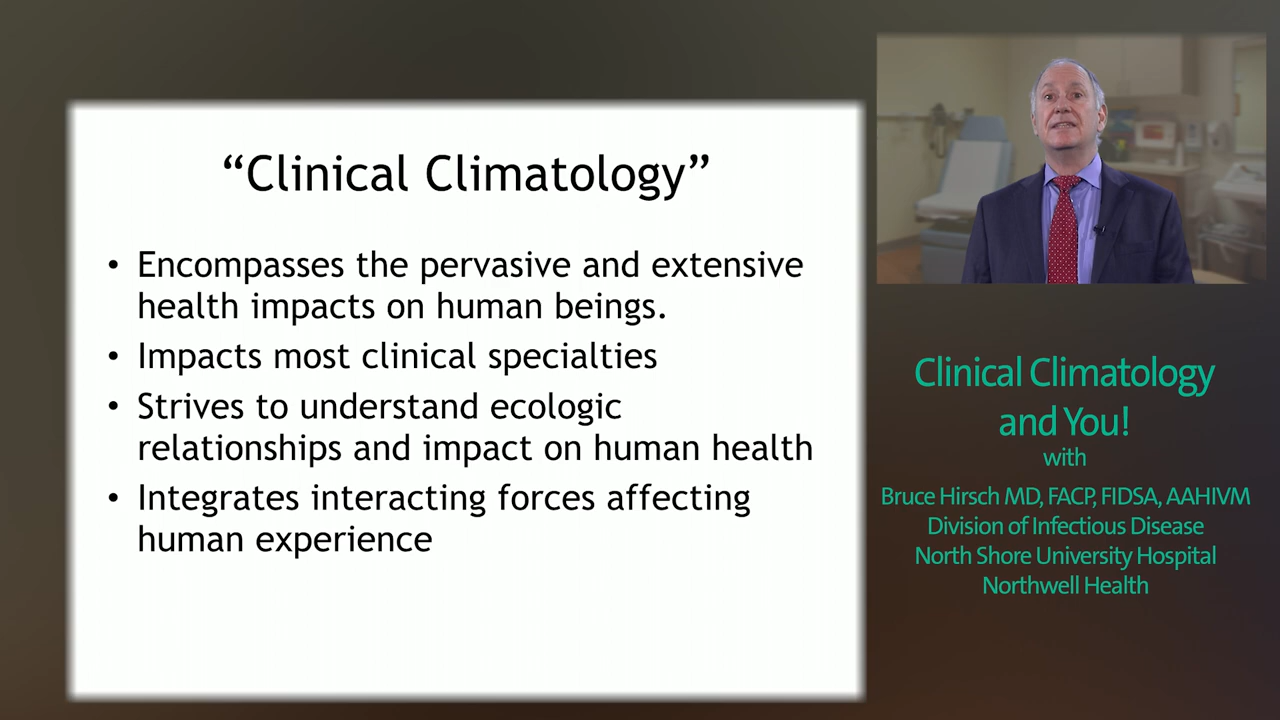 “Clinical Climatology”
• Encompasses the pervasive and extensive
health impacts on human beings.
• Impacts most clinical specialties
• Strives to understand ecologic
relationships and impact on human health
• Integrates interacting forces affecting
human experience
Clinical Climatology
and You!
with
Bruce Hirsch MD, FACP, FIDSA, AAHIVM
Division of Infectious Disease
North Shore University Hospital
Northwell Health